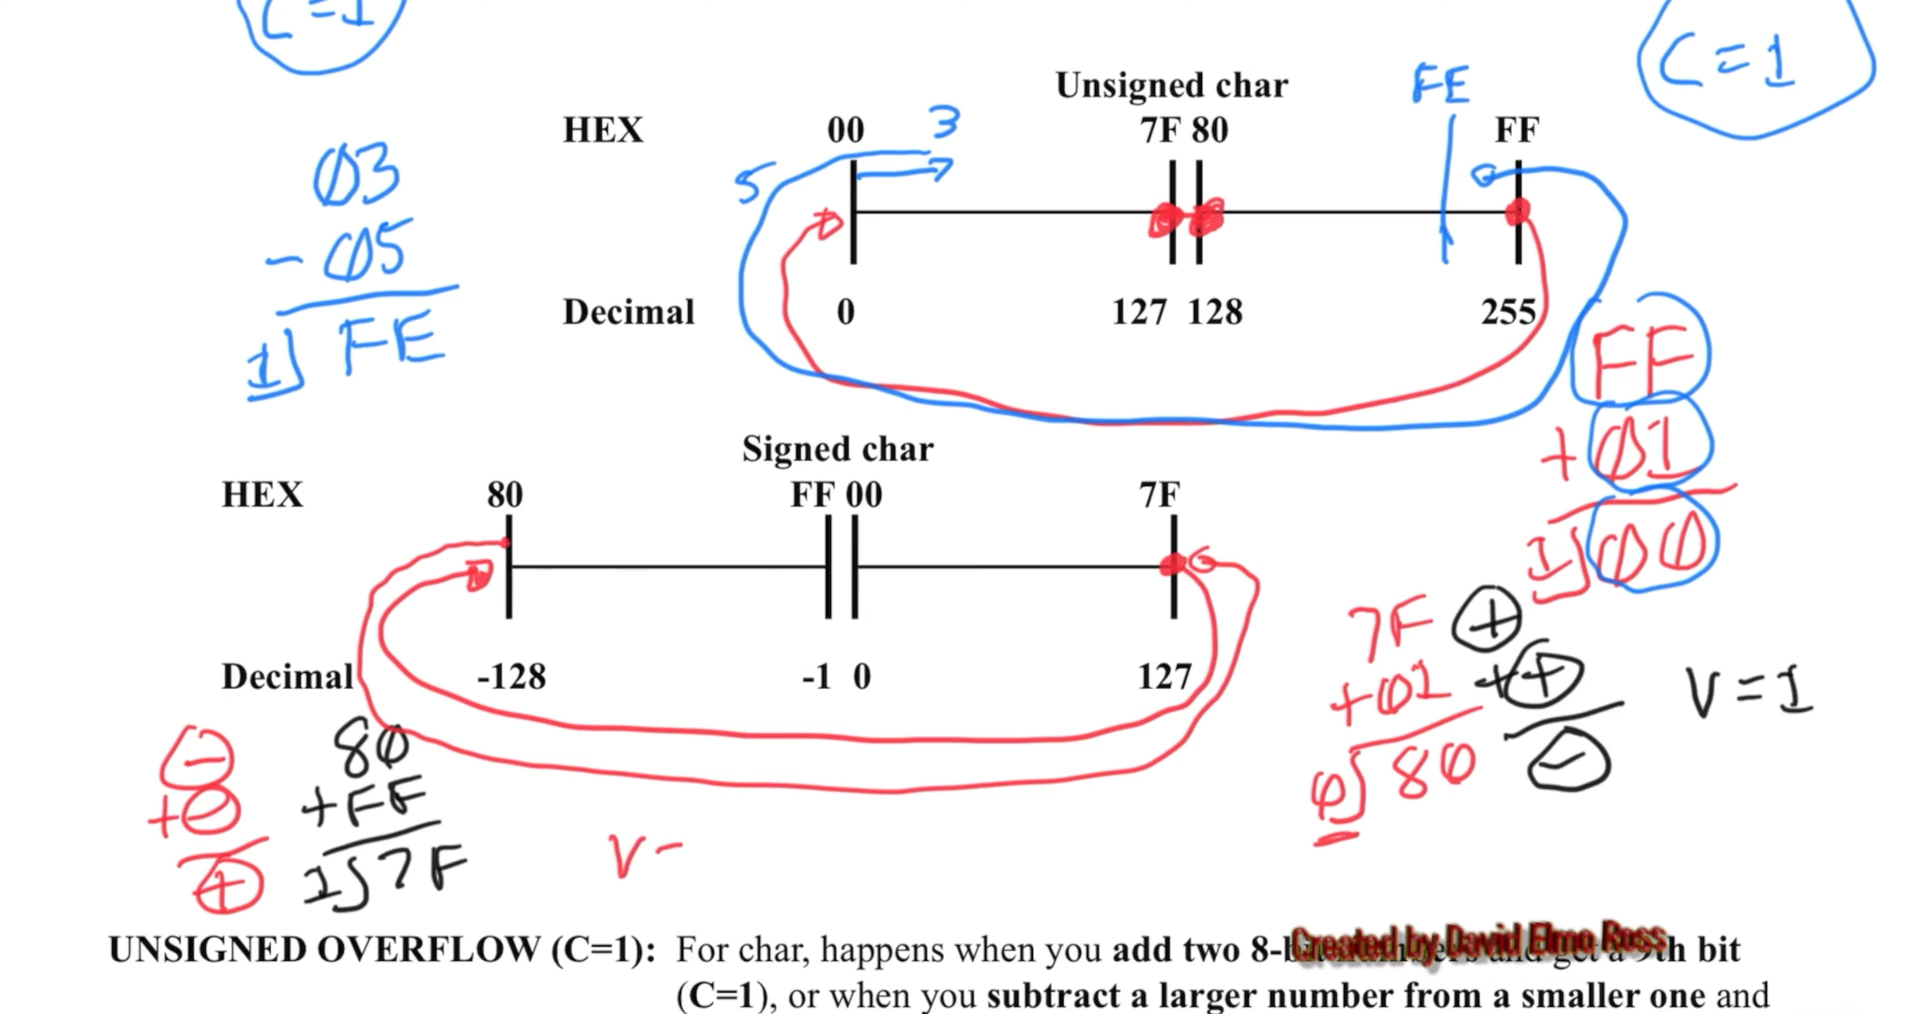 C=1
C=1
Unsigned char
FE
HEX 00 3 7F 80 FF
5
03
- 05
1] FE
Decimal 0 127 128 255
FF
+ 01
1] 00
Signed char
HEX 80 FF 00 7F
Decimal -128 -1 0 127
7F +
+01 + +
0] 80 -
V=1
- 80
+ - +FF
+ 1] 7F
V-
UNSIGNED OVERFLOW (C=1): For char, happens when you add two 8-b and get a 9th bit
Created by David Elmo Ross
(C=1), or when you subtract a larger number from a smaller one and